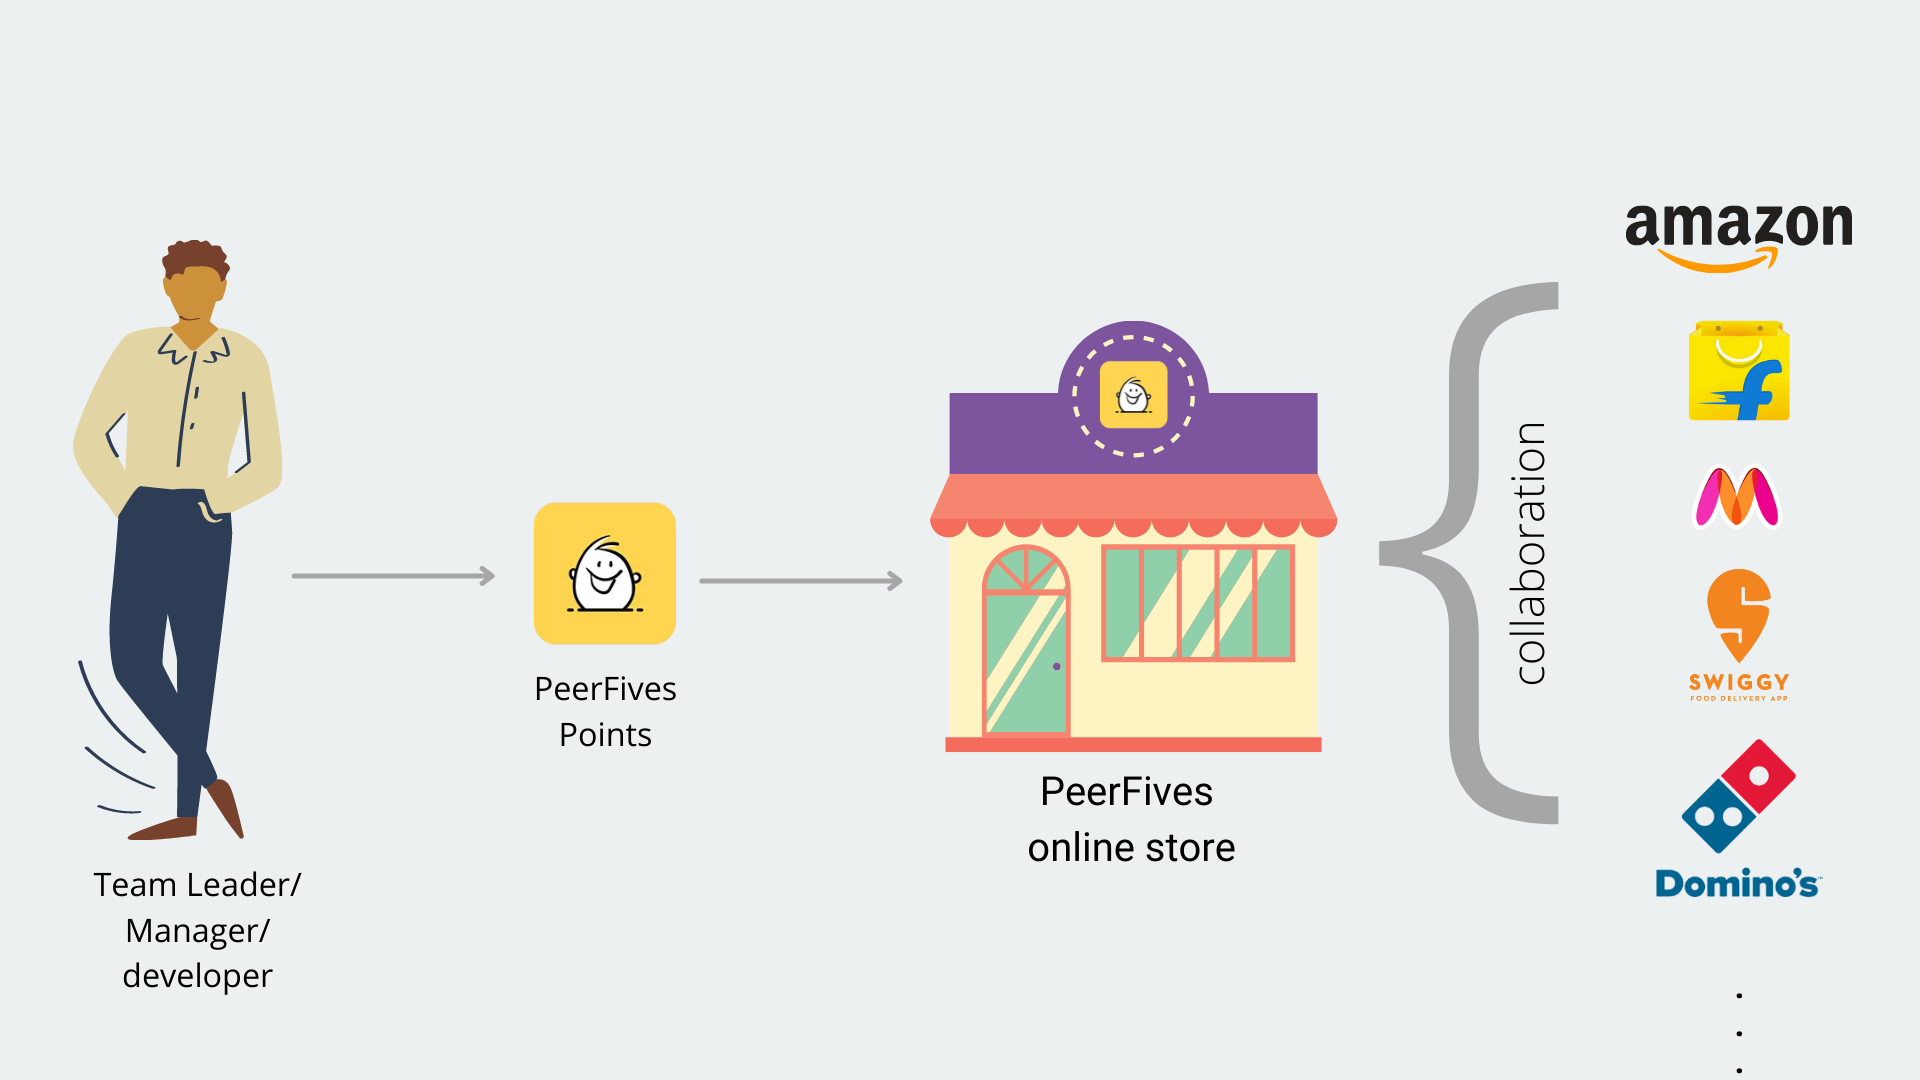 Team Leader/
Manager/
developer
PeerFives
Points
PeerFives
online store
collaboration
amazon
f
SWIGGY
FOOD DELIVERY APP
Domino's
.
.
.